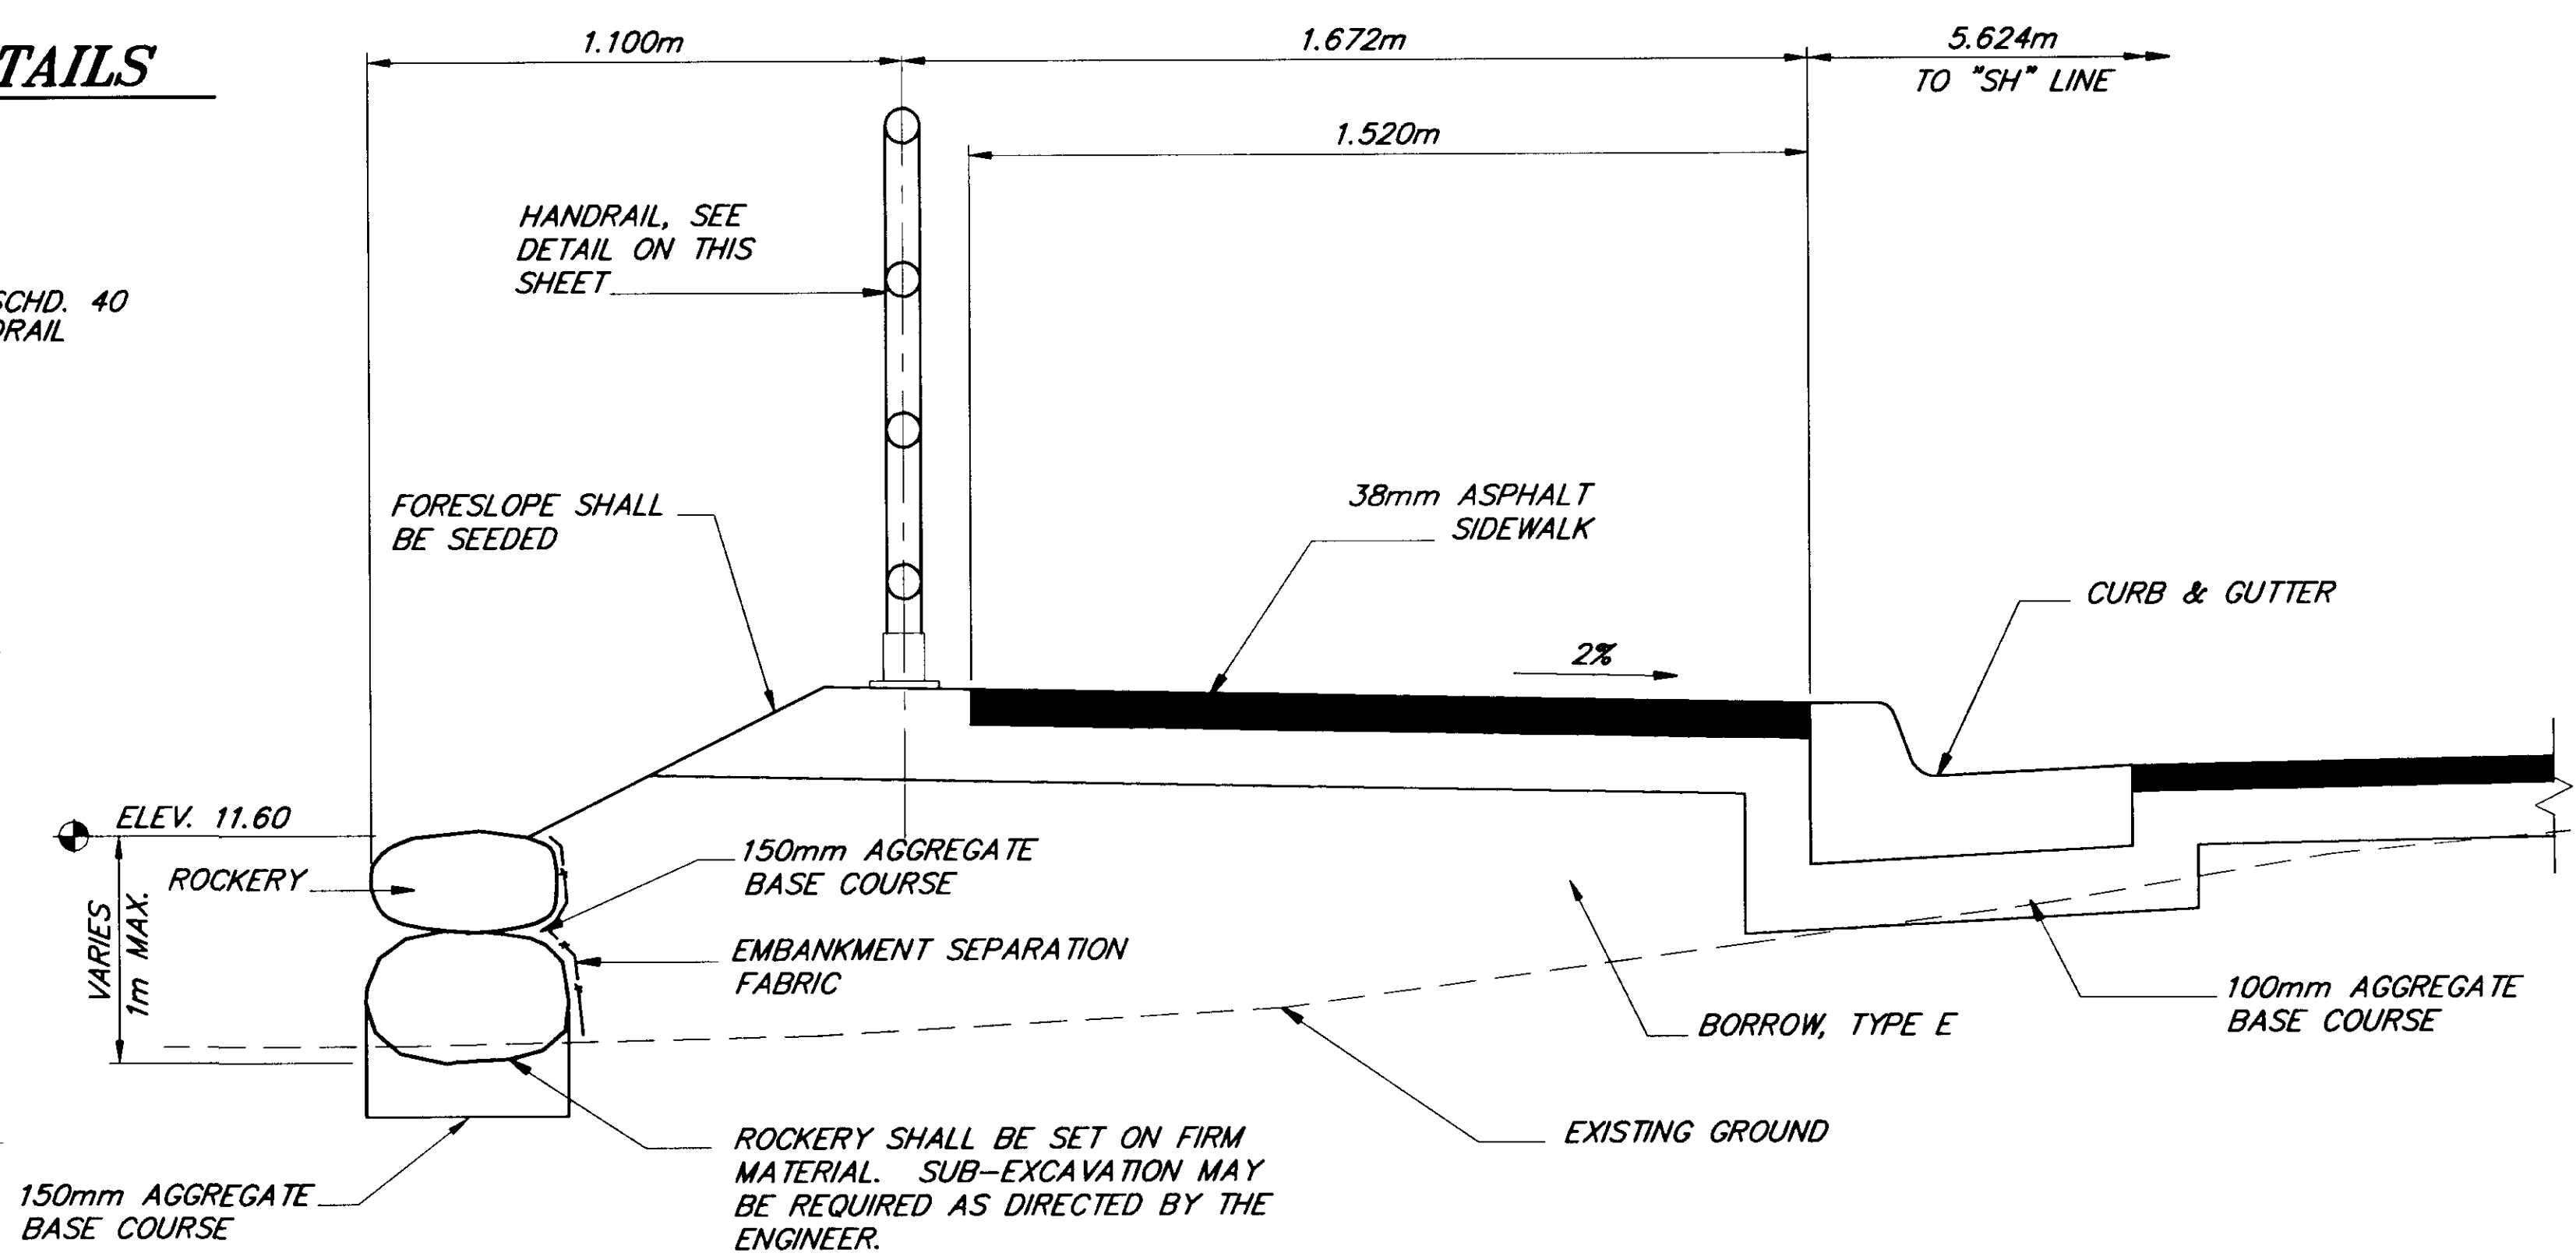 TAILS
1.100m
1.672m
5.624m
TO "SH" LINE
1.520m
HANDRAIL, SEE
DETAIL ON THIS
SHEET
SCHD. 40
DRAIL
FORESLOPE SHALL
BE SEEDED
38mm ASPHALT
SIDEWALK
CURB & GUTTER
2%
ELEV. 11.60
ROCKERY
VARIES
1m MAX.
150mm AGGREGATE
BASE COURSE
EMBANKMENT SEPARATION
FABRIC
BORROW, TYPE E
100mm AGGREGATE
BASE COURSE
EXISTING GROUND
ROCKERY SHALL BE SET ON FIRM
MATERIAL. SUB-EXCAVATION MAY
BE REQUIRED AS DIRECTED BY THE
ENGINEER.
150mm AGGREGATE
BASE COURSE